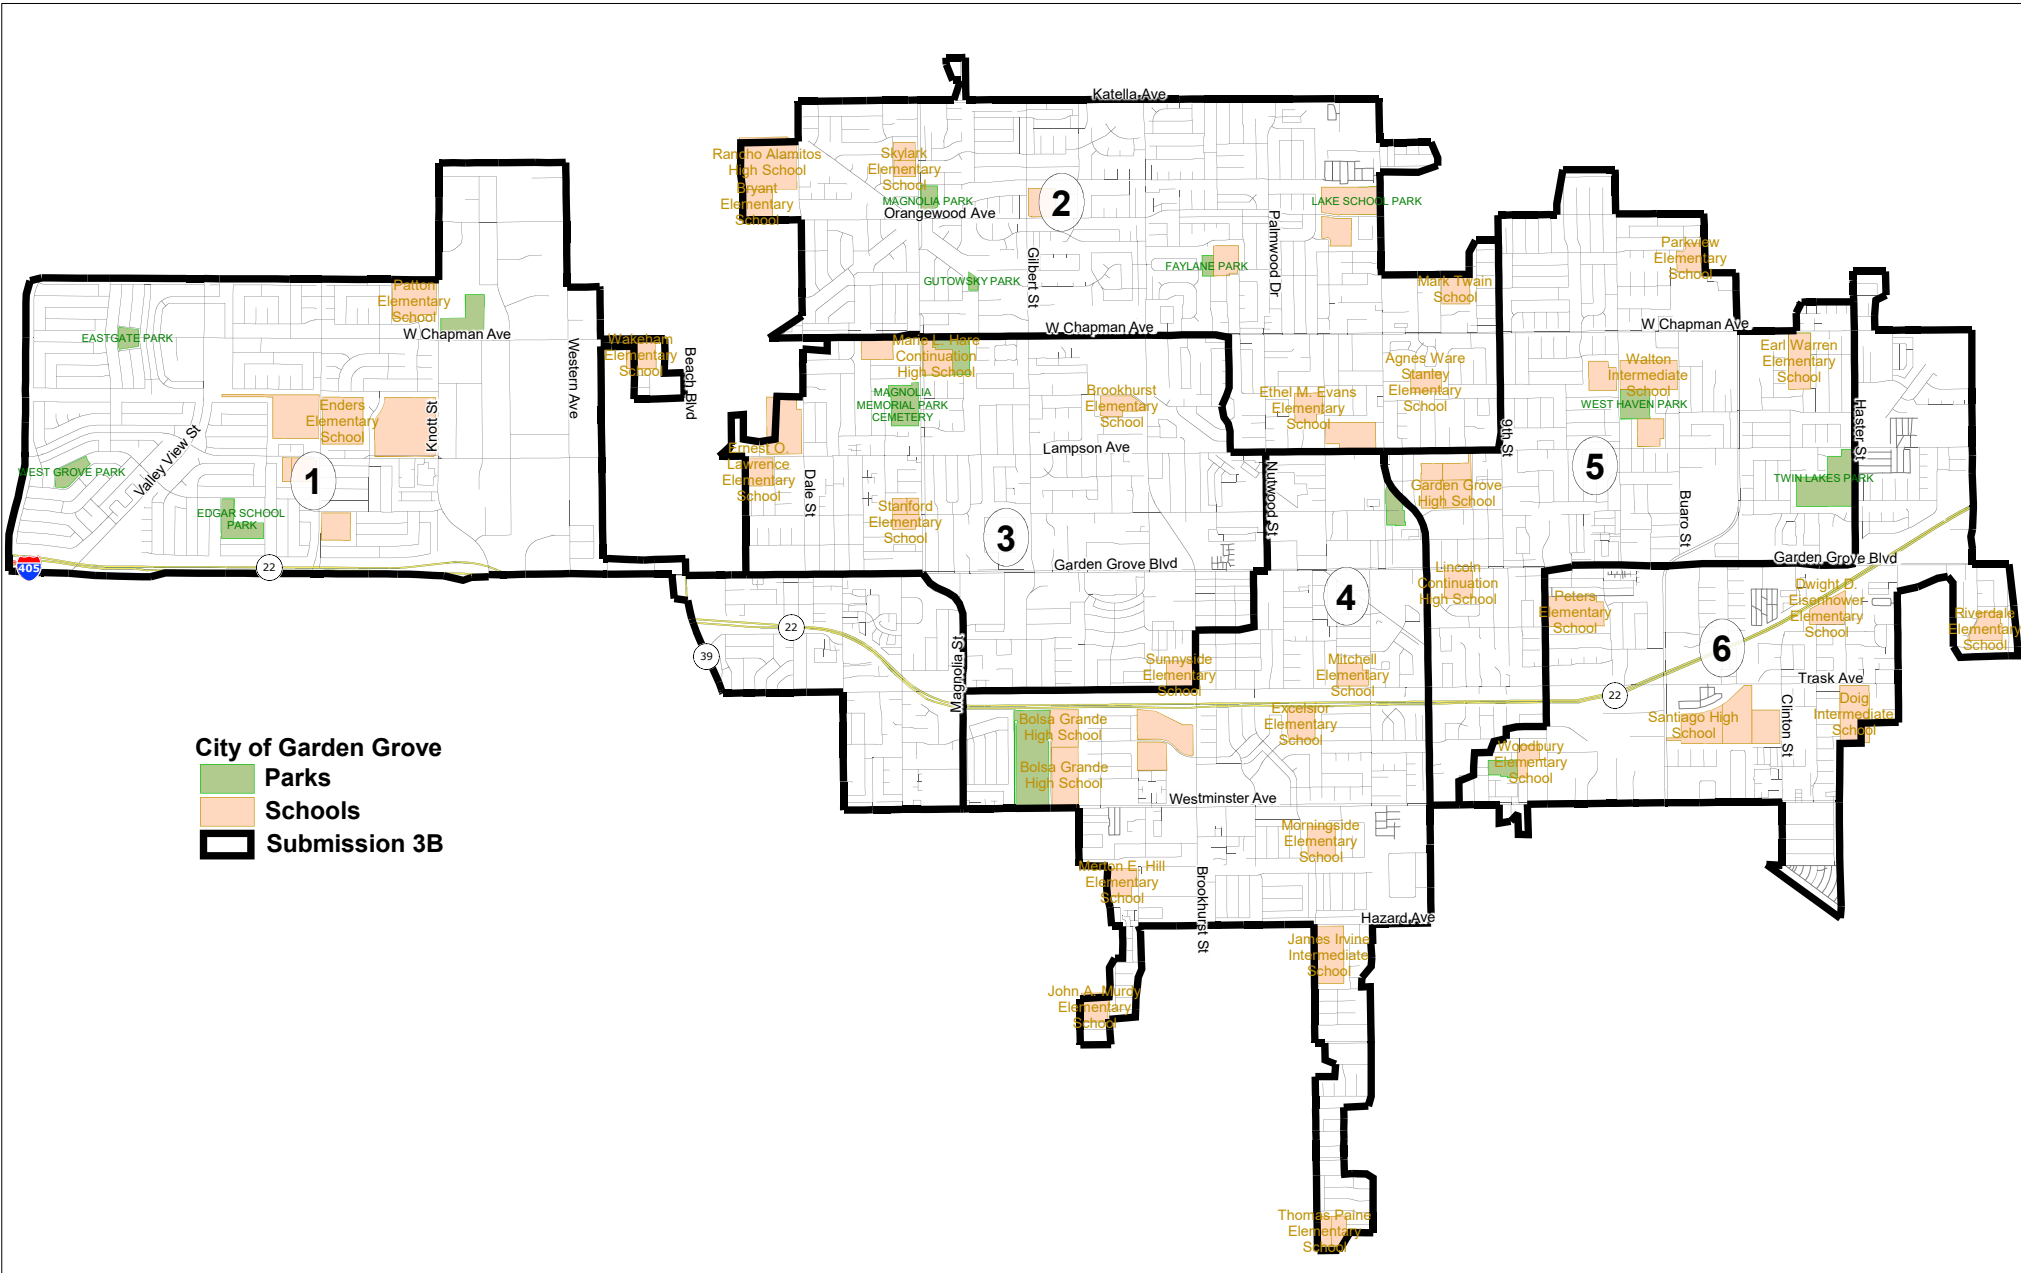 Katella Ave
Rancho Alamitos
High School
Bryant
Elementary
School
Skylark
Elementary
School
MAGNOLIA PARK
Orangewood Ave
2
LAKE SCHOOL PARK
Palmwood Dr
Gilbert St
FAYLANE PARK
GUTOWSKY PARK
Mark Twain
School
Parkview
Elementary
School
Patton
Elementary
School
W Chapman Ave
W Chapman Ave
W Chapman Ave
EASTGATE PARK
Western Ave
Wakeham
Elementary
School
Beach Blvd
Marie L. Hare
Continuation
High School
MAGNOLIA
MEMORIAL PARK
CEMETERY
Brookhurst
Elementary
School
Ethel M. Evans
Elementary
School
Agnes Ware
Stanley
Elementary
School
Walton
Intermediate
School
WEST HAVEN PARK
Earl Warren
Elementary
School
Haster St
Enders
Elementary
School
Knott St
Valley View St
WEST GROVE PARK
1
EDGAR SCHOOL
PARK
Ernest O.
Lawrence
Elementary
School
Dale St
Lampson Ave
Stanford
Elementary
School
3
Nutwood St
Garden Grove
High School
9th St
5
Buaro St
TWIN LAKES PARK
405
22
Garden Grove Blvd
Garden Grove Blvd
4
Lincoln
Continuation
High School
Peters
Elementary
School
Dwight D.
Eisenhower
Elementary
School
Riverdale
Elementary
School
22
39
Magnolia St
Sunnyside
Elementary
School
Mitchell
Elementary
School
6
22
Trask Ave
Excelsior
Elementary
School
Bolsa Grande
High School
Bolsa Grande
High School
Santiago High
School
Clinton St
Doig
Intermediate
School
Woodbury
Elementary
School
City of Garden Grove
Parks
Schools
Submission 3B
Westminster Ave
Morningside
Elementary
School
Merton E. Hill
Elementary
School
Brookhurst St
Hazard Ave
James Irvine
Intermediate
School
John A. Murdy
Elementary
School
Thomas Paine
Elementary
School